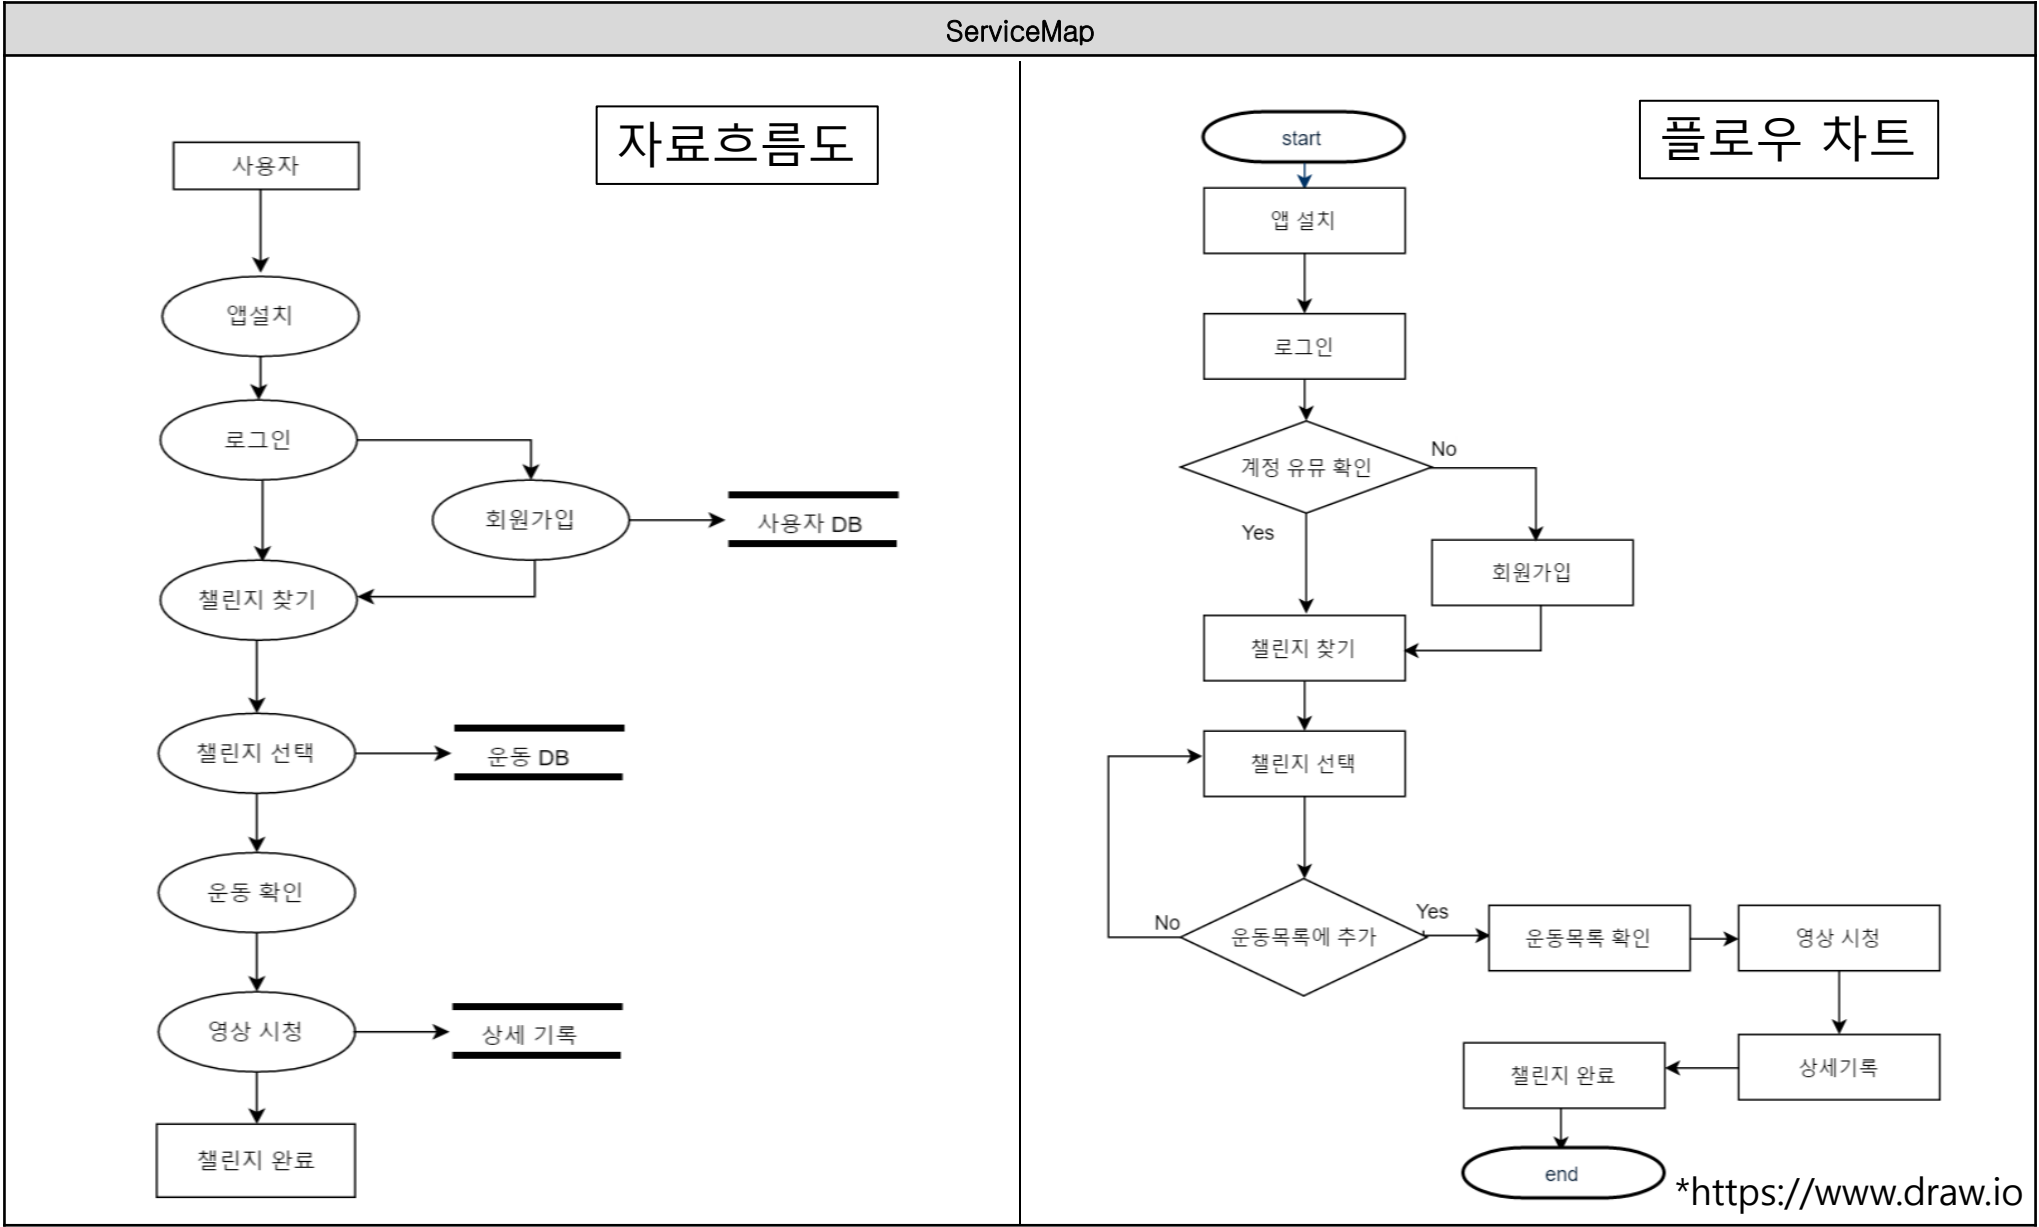 ServiceMap
자료흐름도
사용자
앱설치
로그인
회원가입
사용자 DB
챌린지 찾기
챌린지 선택
운동 DB
운동 확인
영상 시청
상세 기록
챌린지 완료
플로우 차트
start
앱 설치
로그인
계정 유뮤 확인
No
Yes
회원가입
챌린지 찾기
챌린지 선택
운동목록에 추가
No
Yes
운동목록 확인
영상 시청
상세기록
챌린지 완료
end
*https://www.draw.io